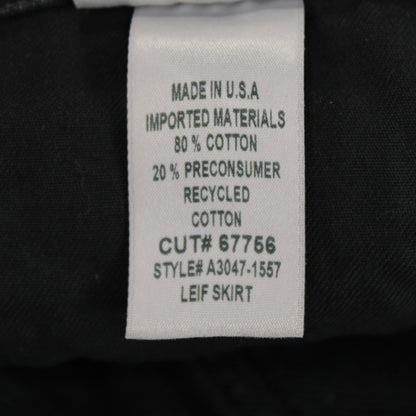 MADE IN U.S.A
IMPORTED MATERIALS
80 % COTTON
20 % PRECONSUMER
RECYCLED
COTTON
CUT# 67756
STYLE# A3047-1557
LEIF SKIRT